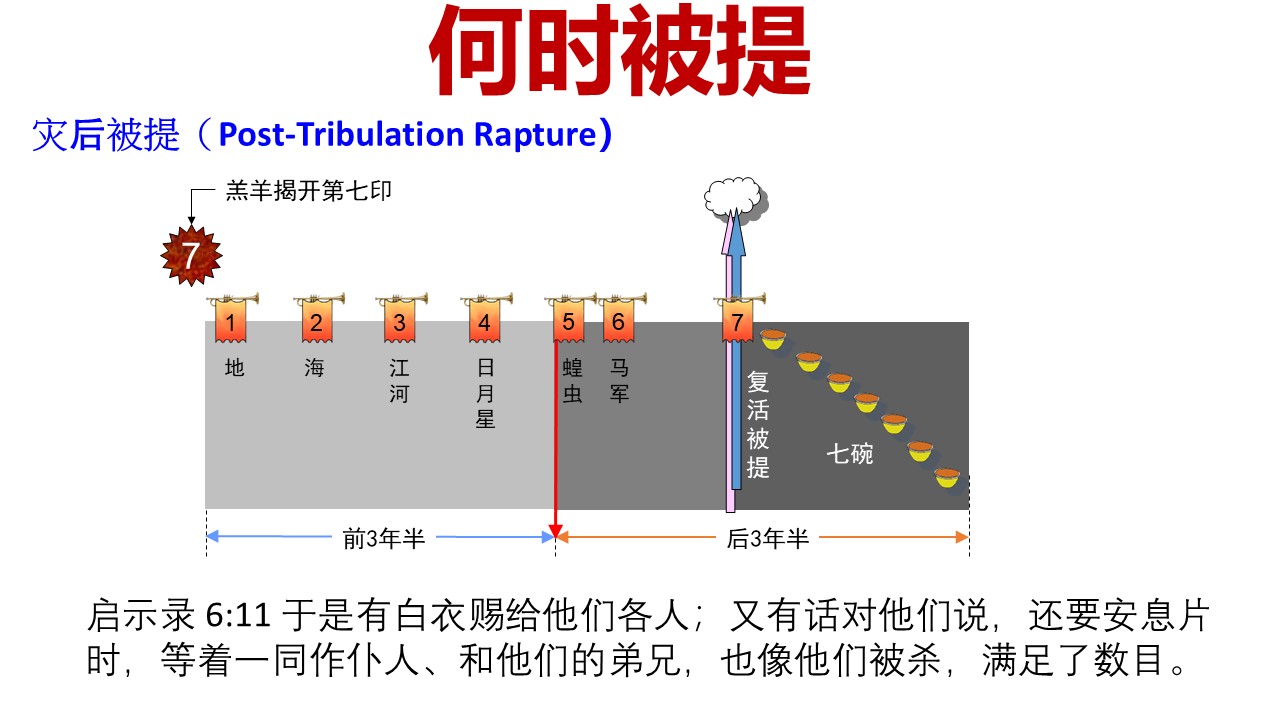 何时被提
灾后被提（Post-Tribulation Rapture）
羔羊揭开第七印
7
1
2
3
4
5
6
7
地
海
江河
日月星
蝗虫
马军
复活被提
七碗
前3年半
后3年半
启示录 6:11 于是有白衣赐给他们各人；又有话对他们说，还要安息片
时，等着一同作仆人、和他们的弟兄，也像他们被杀，满足了数目。